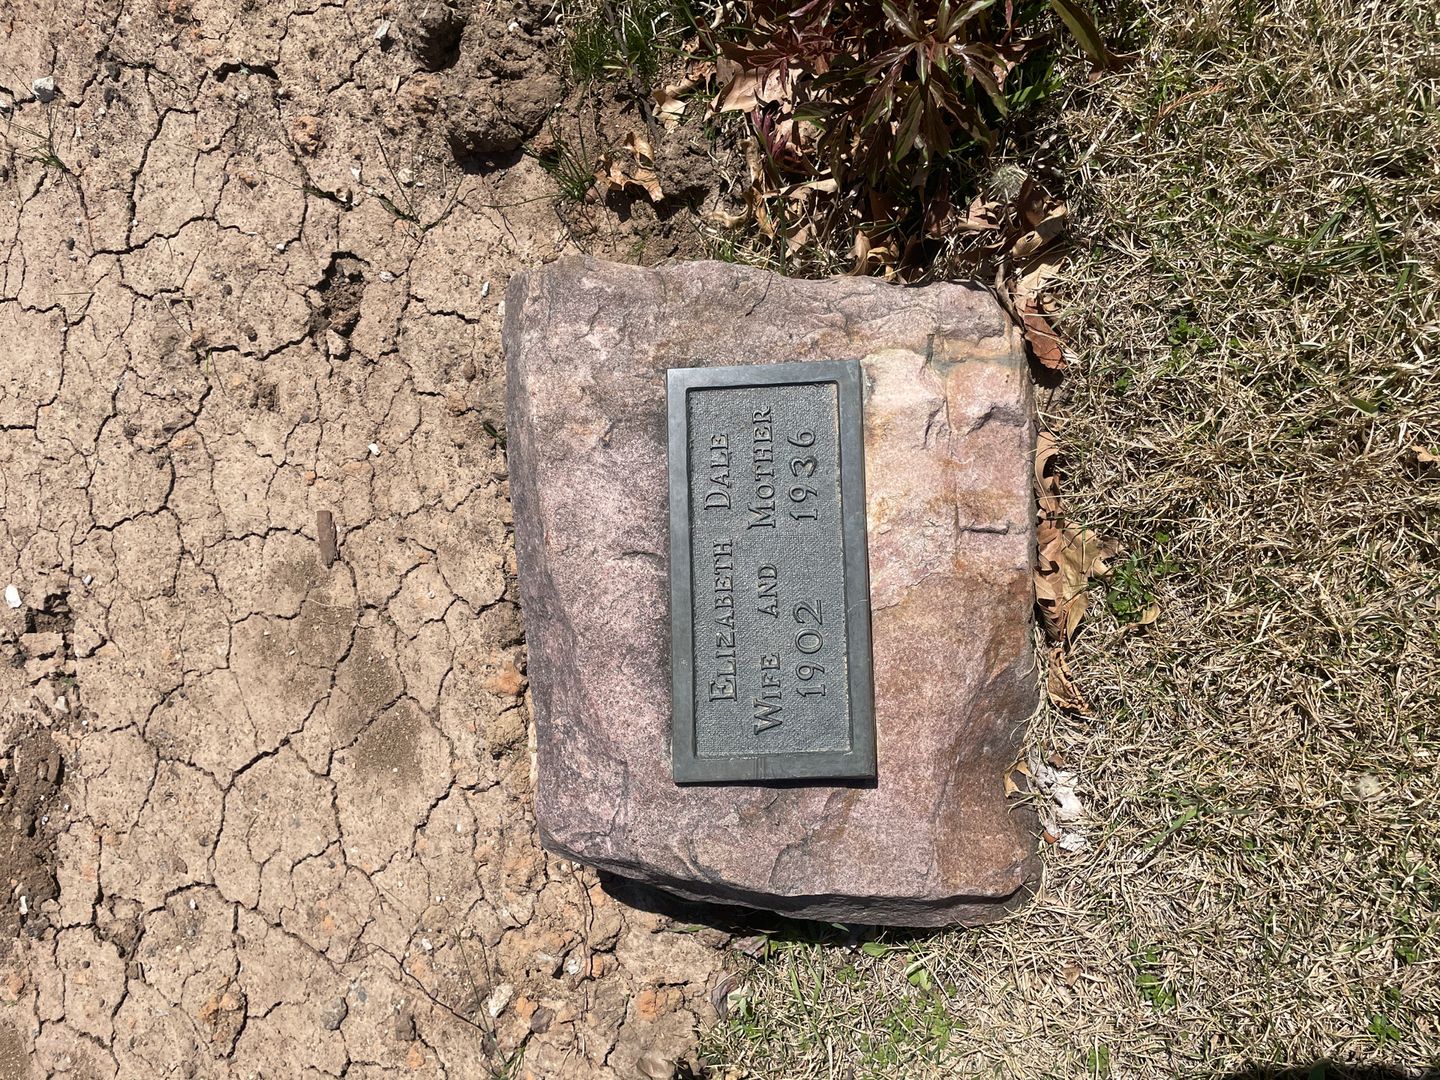 Elizabeth Dale
Wife and Mother
1902 1936